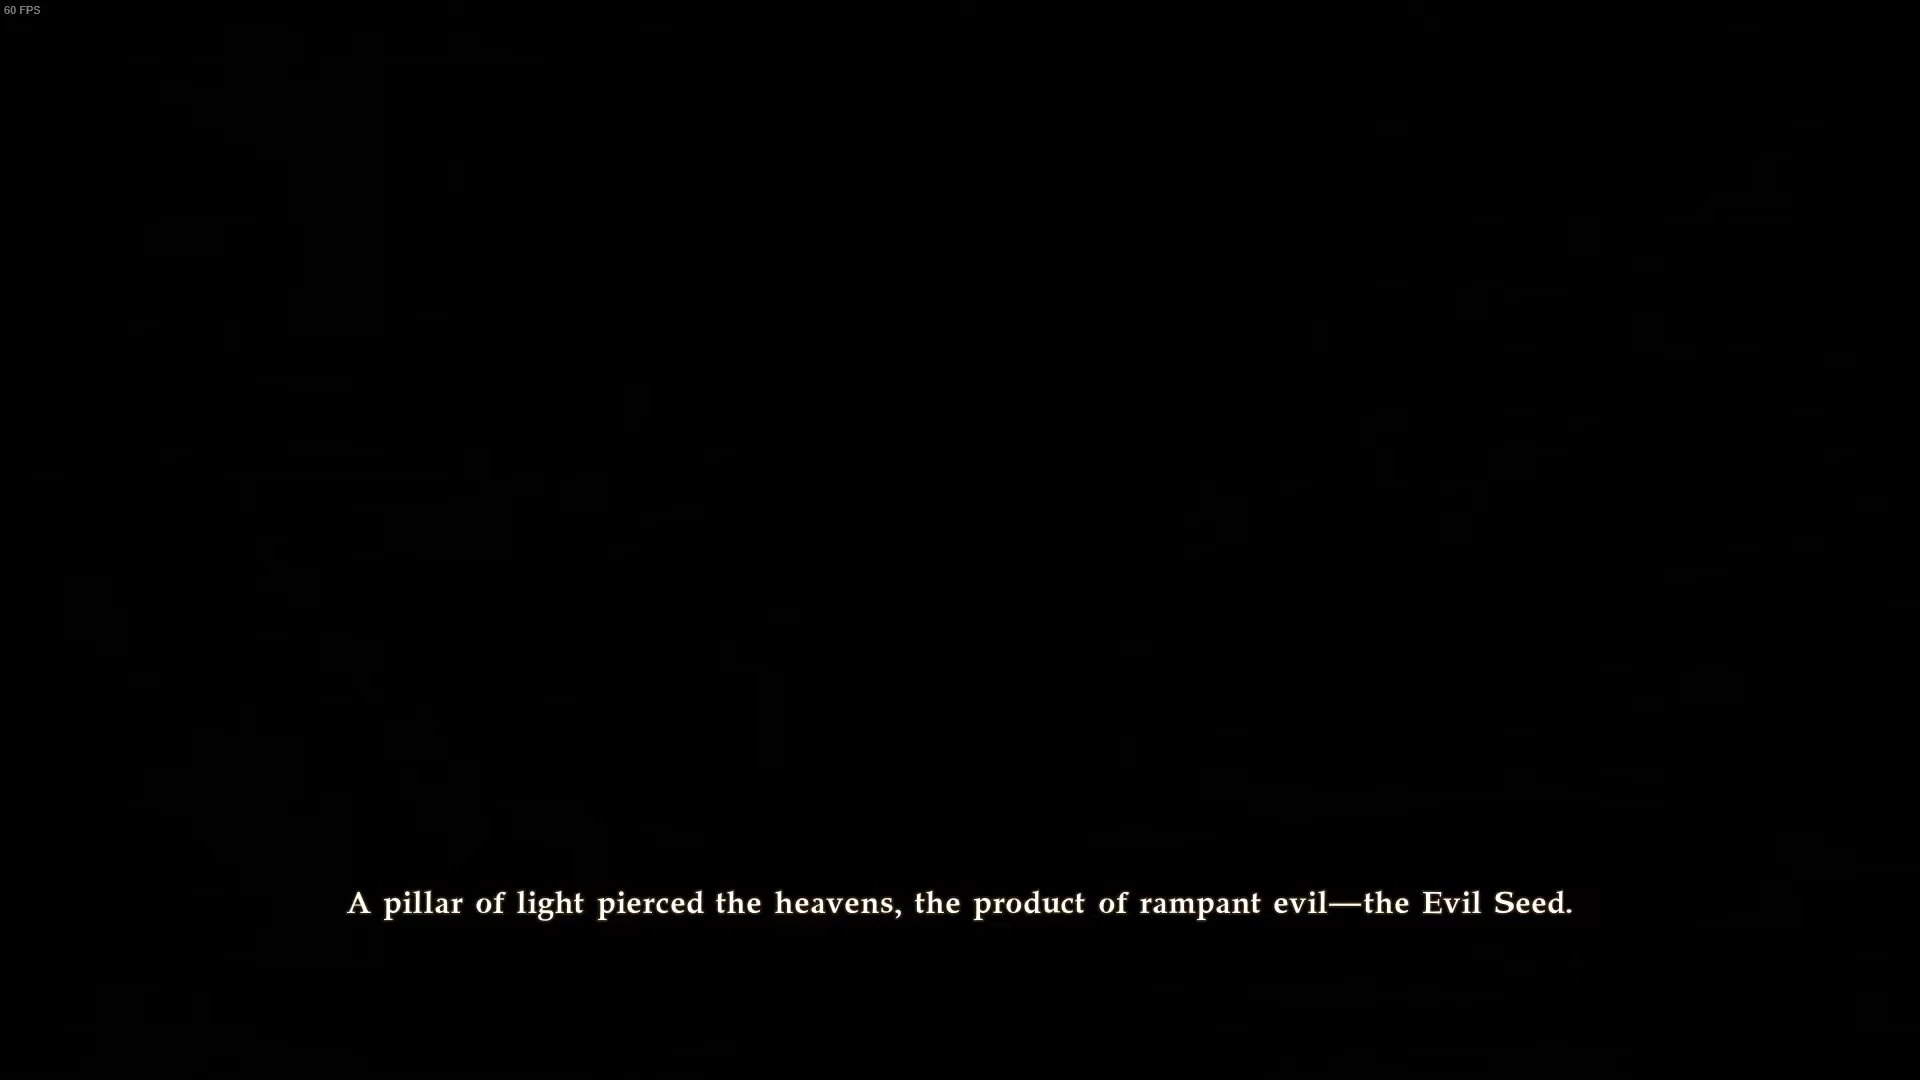 60 FPS
A pillar of light pierced the heavens, the product of rampant evil—the Evil Seed.